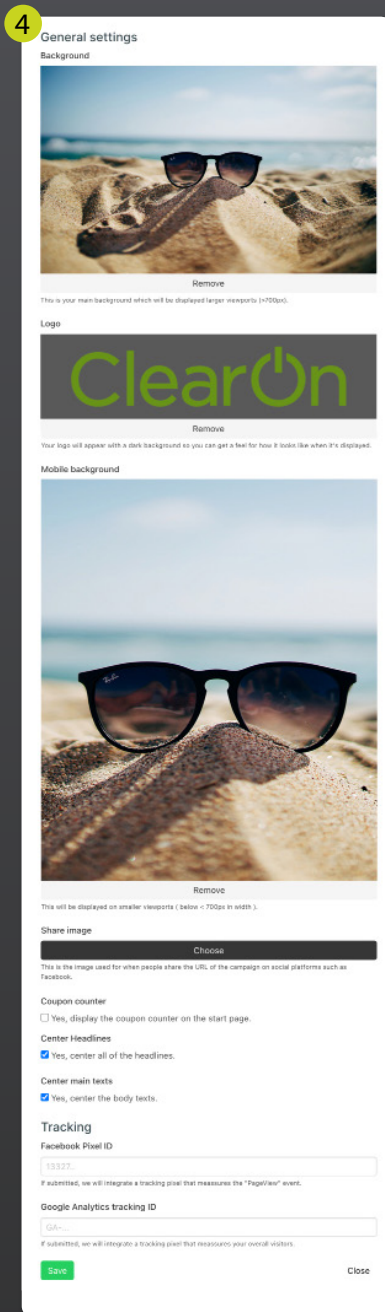 4
General settings
Background
Remove
This is your main background which will be displayed larger viewports (>700px).
Logo
ClearOn
Remove
Your logo will appear with a dark background so you can get a feel for how it looks like when it's displayed.
Mobile background
Ray-Ban
Remove
This will be displayed on smaller viewports ( below < 700px in width ).
Share image
Choose
This is the image used for when people share the URL of the campaign on social platforms such as
Facebook.
Coupon counter
Yes, display the coupon counter on the start page.
Center Headlines
Yes, center all of the headlines.
Center main texts
Yes, center the body texts.
Tracking
Facebook Pixel ID
13327..
If submitted, we will integrate a tracking pixel that meassures the "PageView" event.
Google Analytics tracking ID
GA-...
If submitted, we will integrate a tracking pixel that meassures your overall visitors.
Save
Close